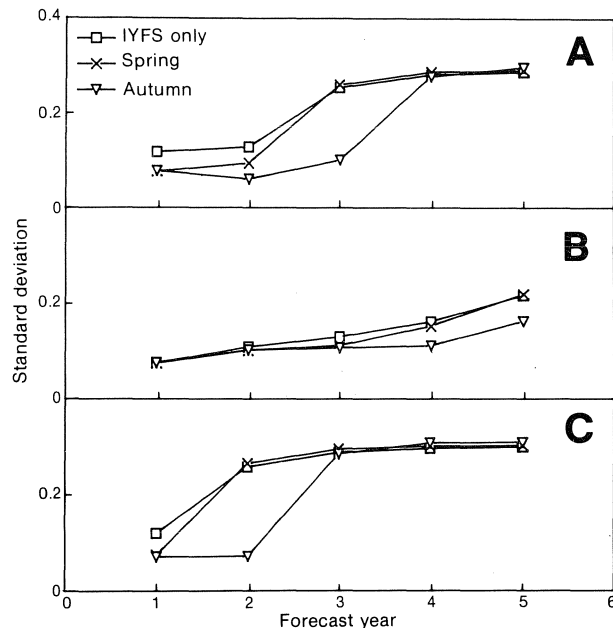 0.4
IYFS only
Spring
Autumn
A
0.2
0
B
0.2
0
C
0.2
0
Standard deviation
0 1 2 3 4 5 6
Forecast year